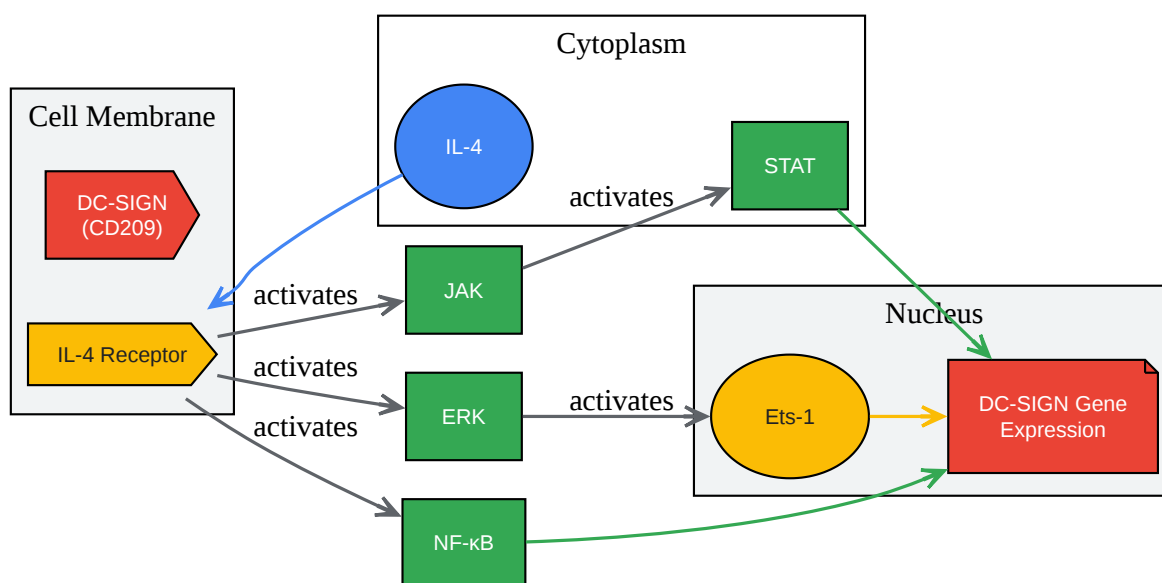 Cytoplasm
Cell Membrane
IL-4
STAT
DC-SIGN
(CD209)
activates
JAK
activates
Nucleus
IL-4 Receptor
activates
ERK
activates
Ets-1
DC-SIGN Gene
Expression
activates
NF-κB